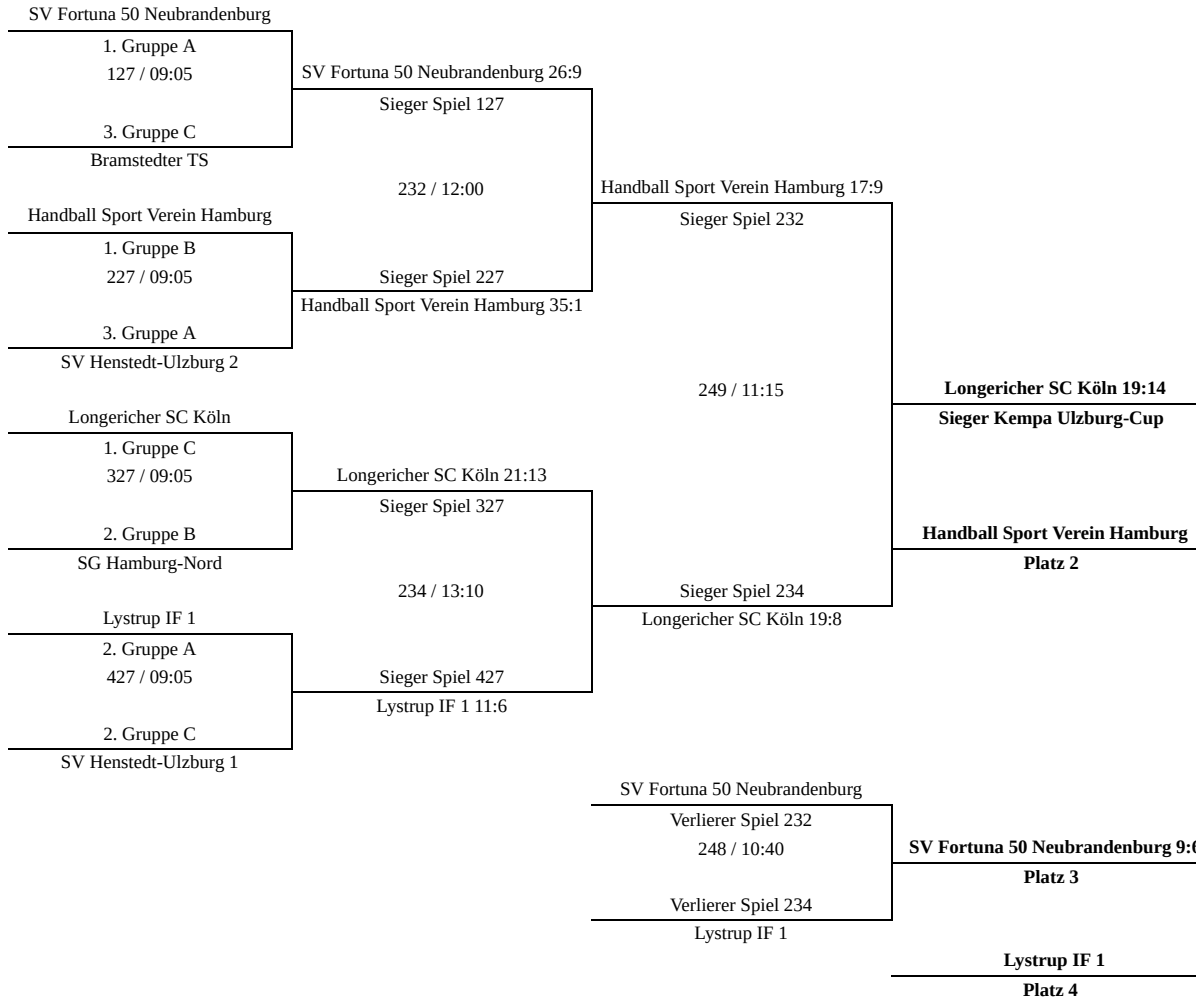 SV Fortuna 50 Neubrandenburg
1. Gruppe A
127 / 09:05
3. Gruppe C
Bramstedter TS
Handball Sport Verein Hamburg
1. Gruppe B
227 / 09:05
3. Gruppe A
SV Henstedt-Ulzburg 2
Longericher SC Köln
1. Gruppe C
327 / 09:05
2. Gruppe B
SG Hamburg-Nord
Lystrup IF 1
2. Gruppe A
427 / 09:05
2. Gruppe C
SV Henstedt-Ulzburg 1
SV Fortuna 50 Neubrandenburg 26:9
Sieger Spiel 127
232 / 12:00
Sieger Spiel 227
Handball Sport Verein Hamburg 35:1
Longericher SC Köln 21:13
Sieger Spiel 327
234 / 13:10
Sieger Spiel 427
Lystrup IF 1 11:6
Handball Sport Verein Hamburg 17:9
Sieger Spiel 232
249 / 11:15
Sieger Spiel 234
Longericher SC Köln 19:8
Longericher SC Köln 19:14
Sieger Kempa Ulzburg-Cup
Handball Sport Verein Hamburg
Platz 2
SV Fortuna 50 Neubrandenburg
Verlierer Spiel 232
248 / 10:40
Verlierer Spiel 234
Lystrup IF 1
SV Fortuna 50 Neubrandenburg 9:6
Platz 3
Lystrup IF 1
Platz 4